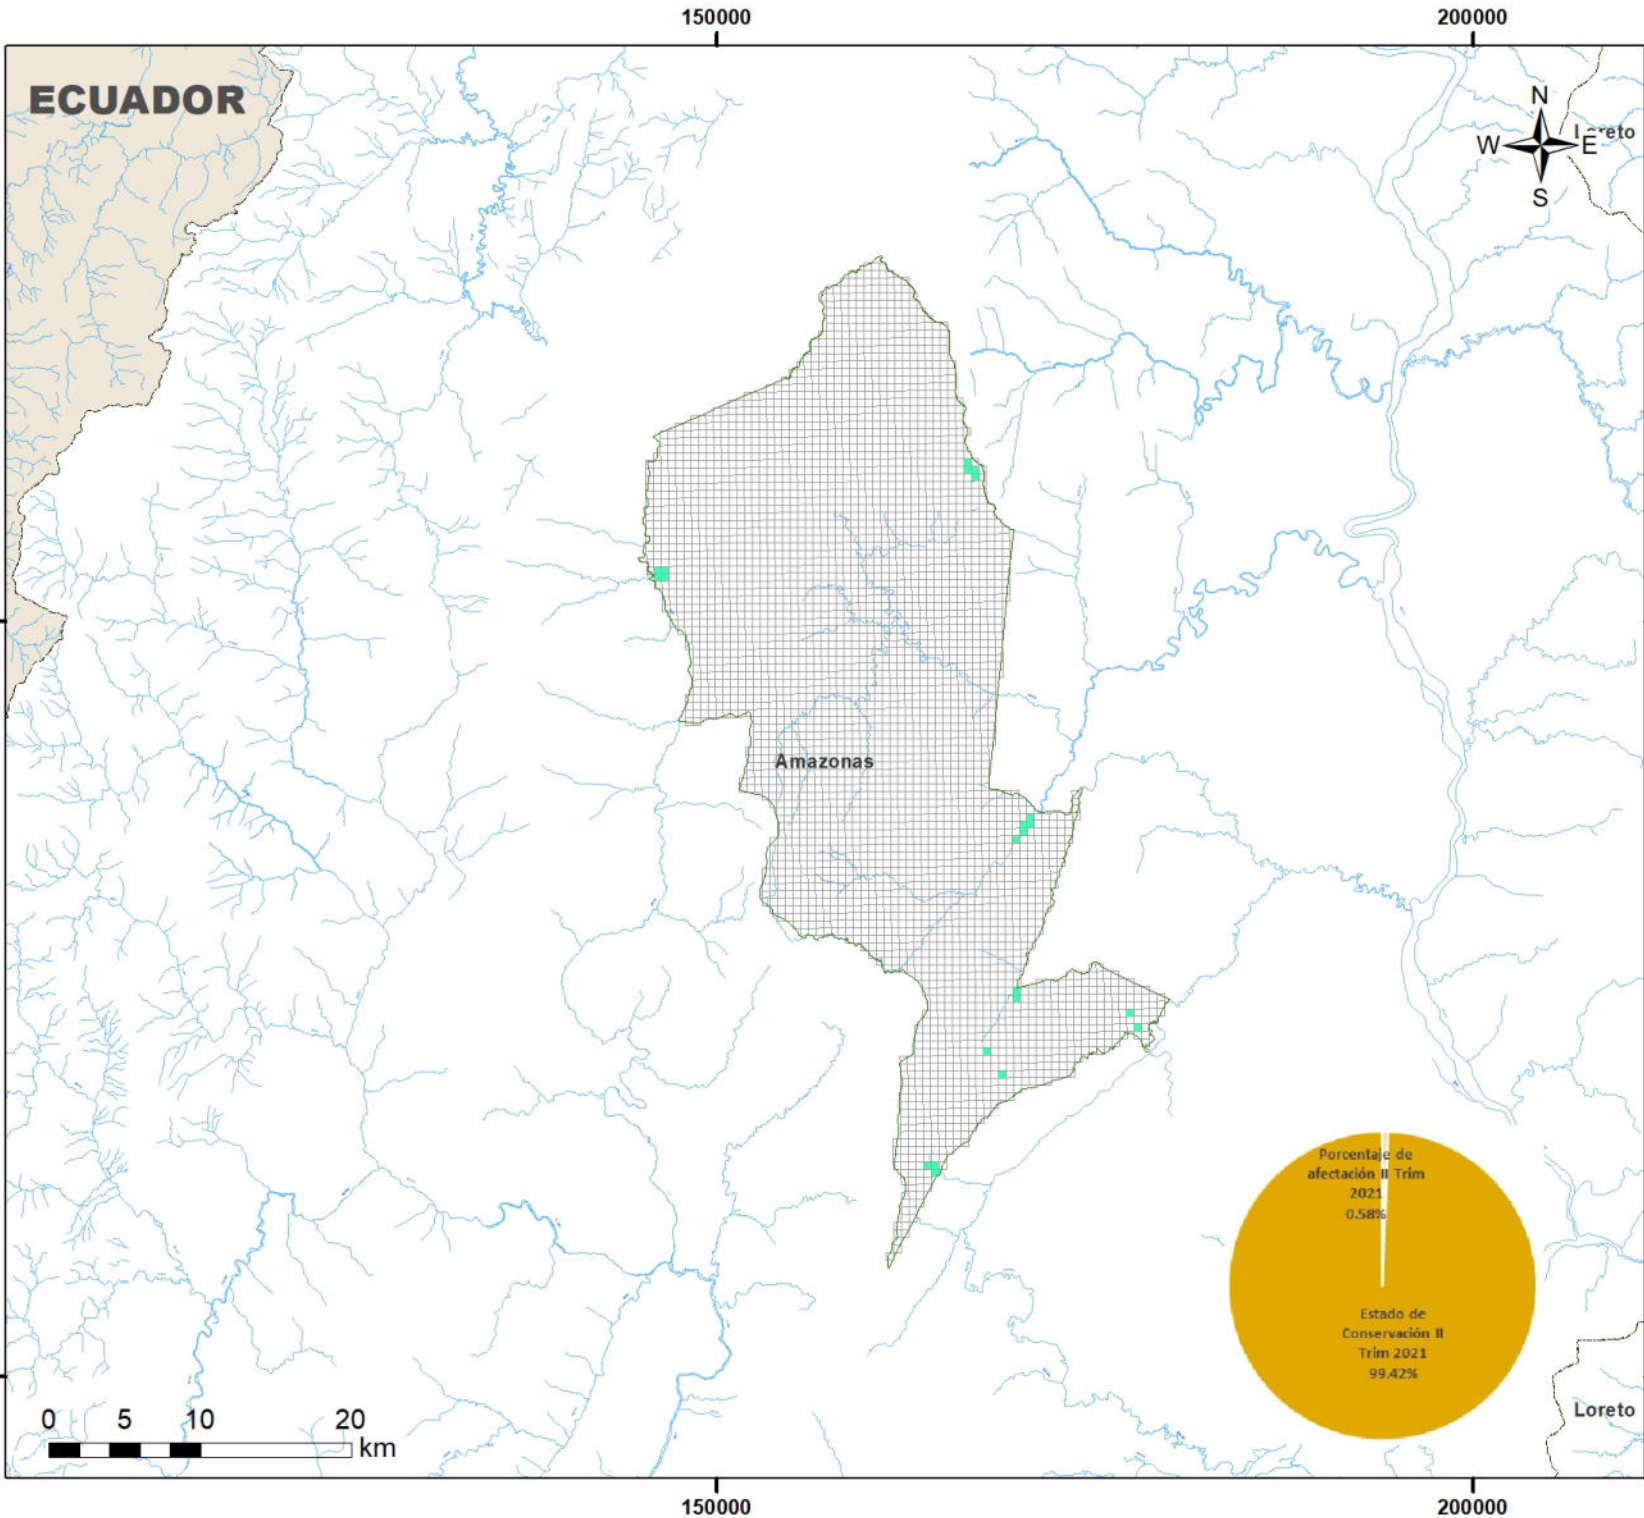 150000
200000
ECUADOR
N
W
E
S
Loreto
Amazonas
Porcentaje de
afectación II Trim
2021
0.58%
Estado de
Conservación II
Trim 2021
99.42%
Loreto
0 5 10 20
km
150000
200000